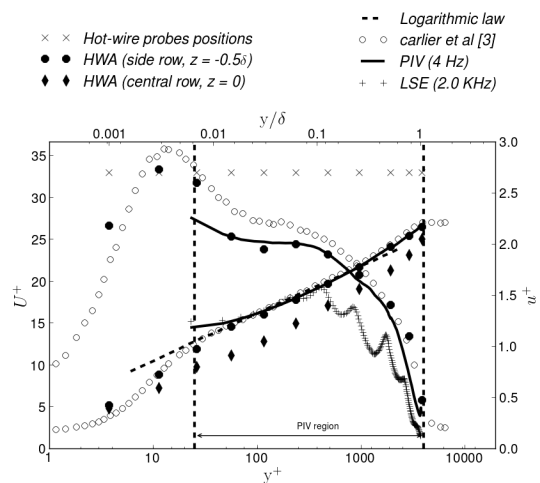 Logarithmic law
Hot-wire probes positions
carlier et al [3]
HWA (side row, z = -0.5δ)
PIV (4 Hz)
HWA (central row, z = 0)
LSE (2.0 KHz)
y/δ
0.001 0.01 0.1 1
35 3.0
30 2.5
25 2.0
20 1.5
15 1.0
10 0.5
5 0.0
0
U⁺
u⁺
PIV region
1 10 100 1000 10000
y⁺